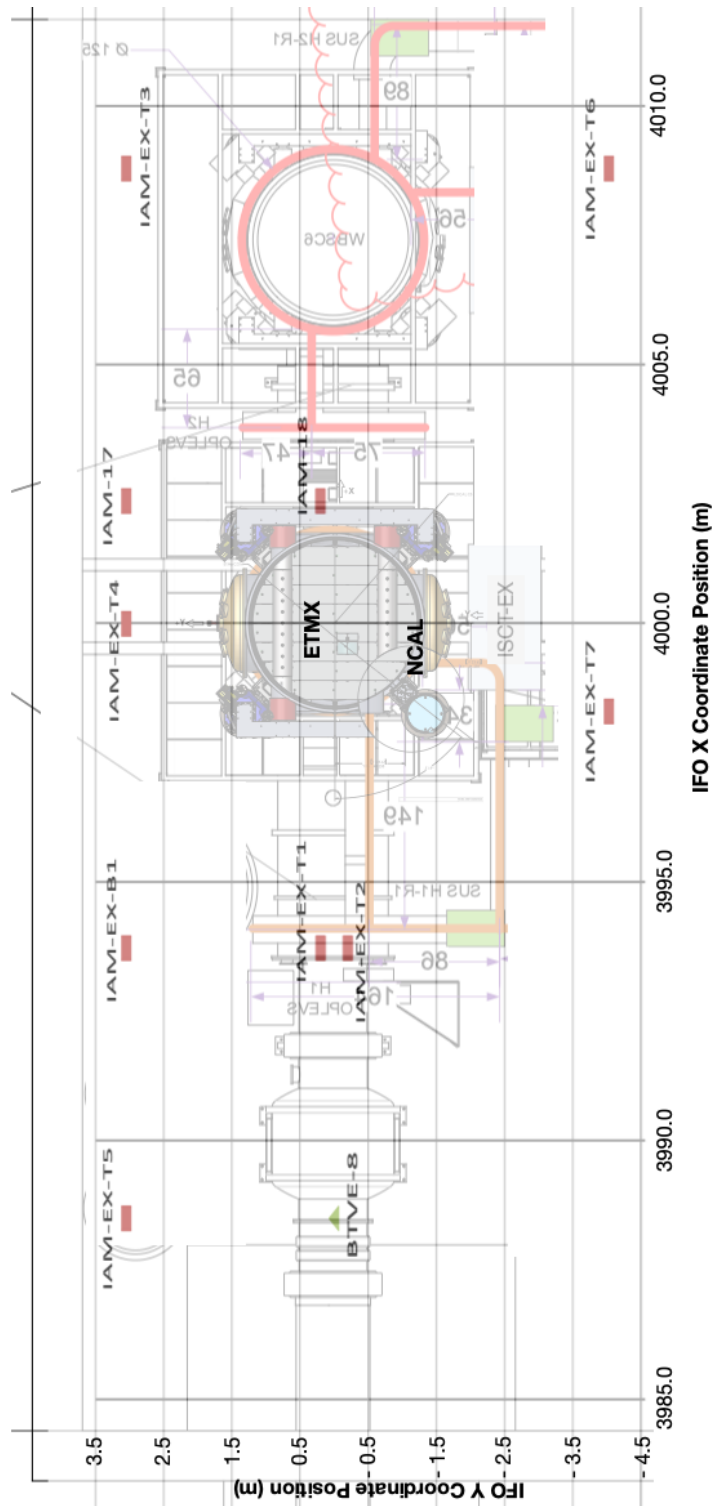 SUS H2-R1
Ø 125
89
4010.0
IAM-EX-T3
IAM-EX-T6
56
WBSC6
4005.0
65
H2
OPLEVS
47
75
IAM-17
IAM-18
IFO X Coordinate Position (m)
4000.0
IAM-EX-T4
ETMX
NCAL
ISCT-EX
IAM-EX-T7
34
149
3995.0
IAM-EX-B1
IAM-EX-T1
IAM-EX-T2
SUS H1-R1
86
H1
OPLEVS
16
3990.0
IAM-EX-T5
BTVE-8
3985.0
3.5
2.5
1.5
0.5
- 0.5
- 1.5
- 2.5
- 3.5
- 4.5
IFO Y Coordinate Position (m)